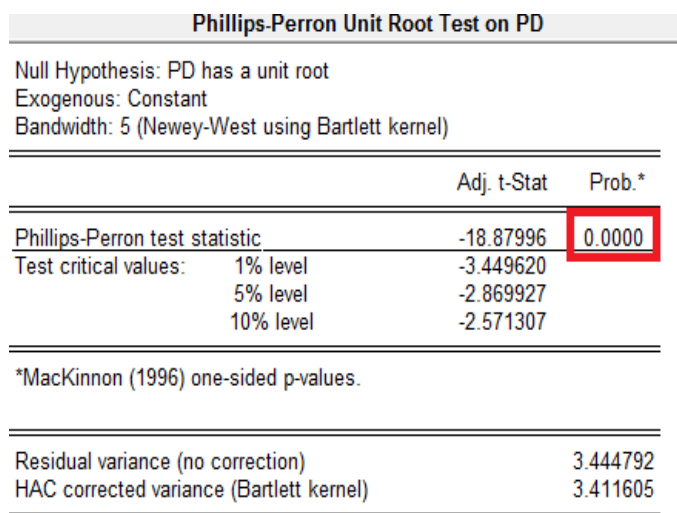 Phillips-Perron Unit Root Test on PD
Null Hypothesis: PD has a unit root
Exogenous: Constant
Bandwidth: 5 (Newey-West using Bartlett kernel)
Adj. t-Stat Prob.*
Phillips-Perron test statistic -18.87996 0.0000
Test critical values: 1% level -3.449620
5% level -2.869927
10% level -2.571307
*MacKinnon (1996) one-sided p-values.
Residual variance (no correction) 3.444792
HAC corrected variance (Bartlett kernel) 3.411605